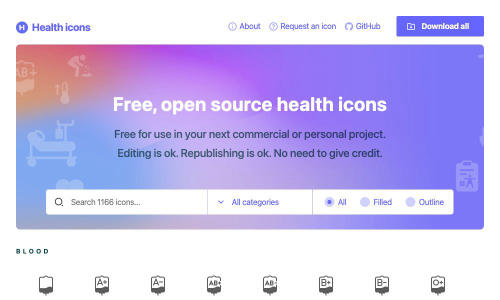 Health icons
About
Request an icon
GitHub
Download all
AB+
Free, open source health icons
Free for use in your next commercial or personal project.
Editing is ok. Republishing is ok. No need to give credit.
Search 1166 icons...
All categories
All
Filled
Outline
BLOOD
A+
A-
AB+
AB-
B+
B-
O+